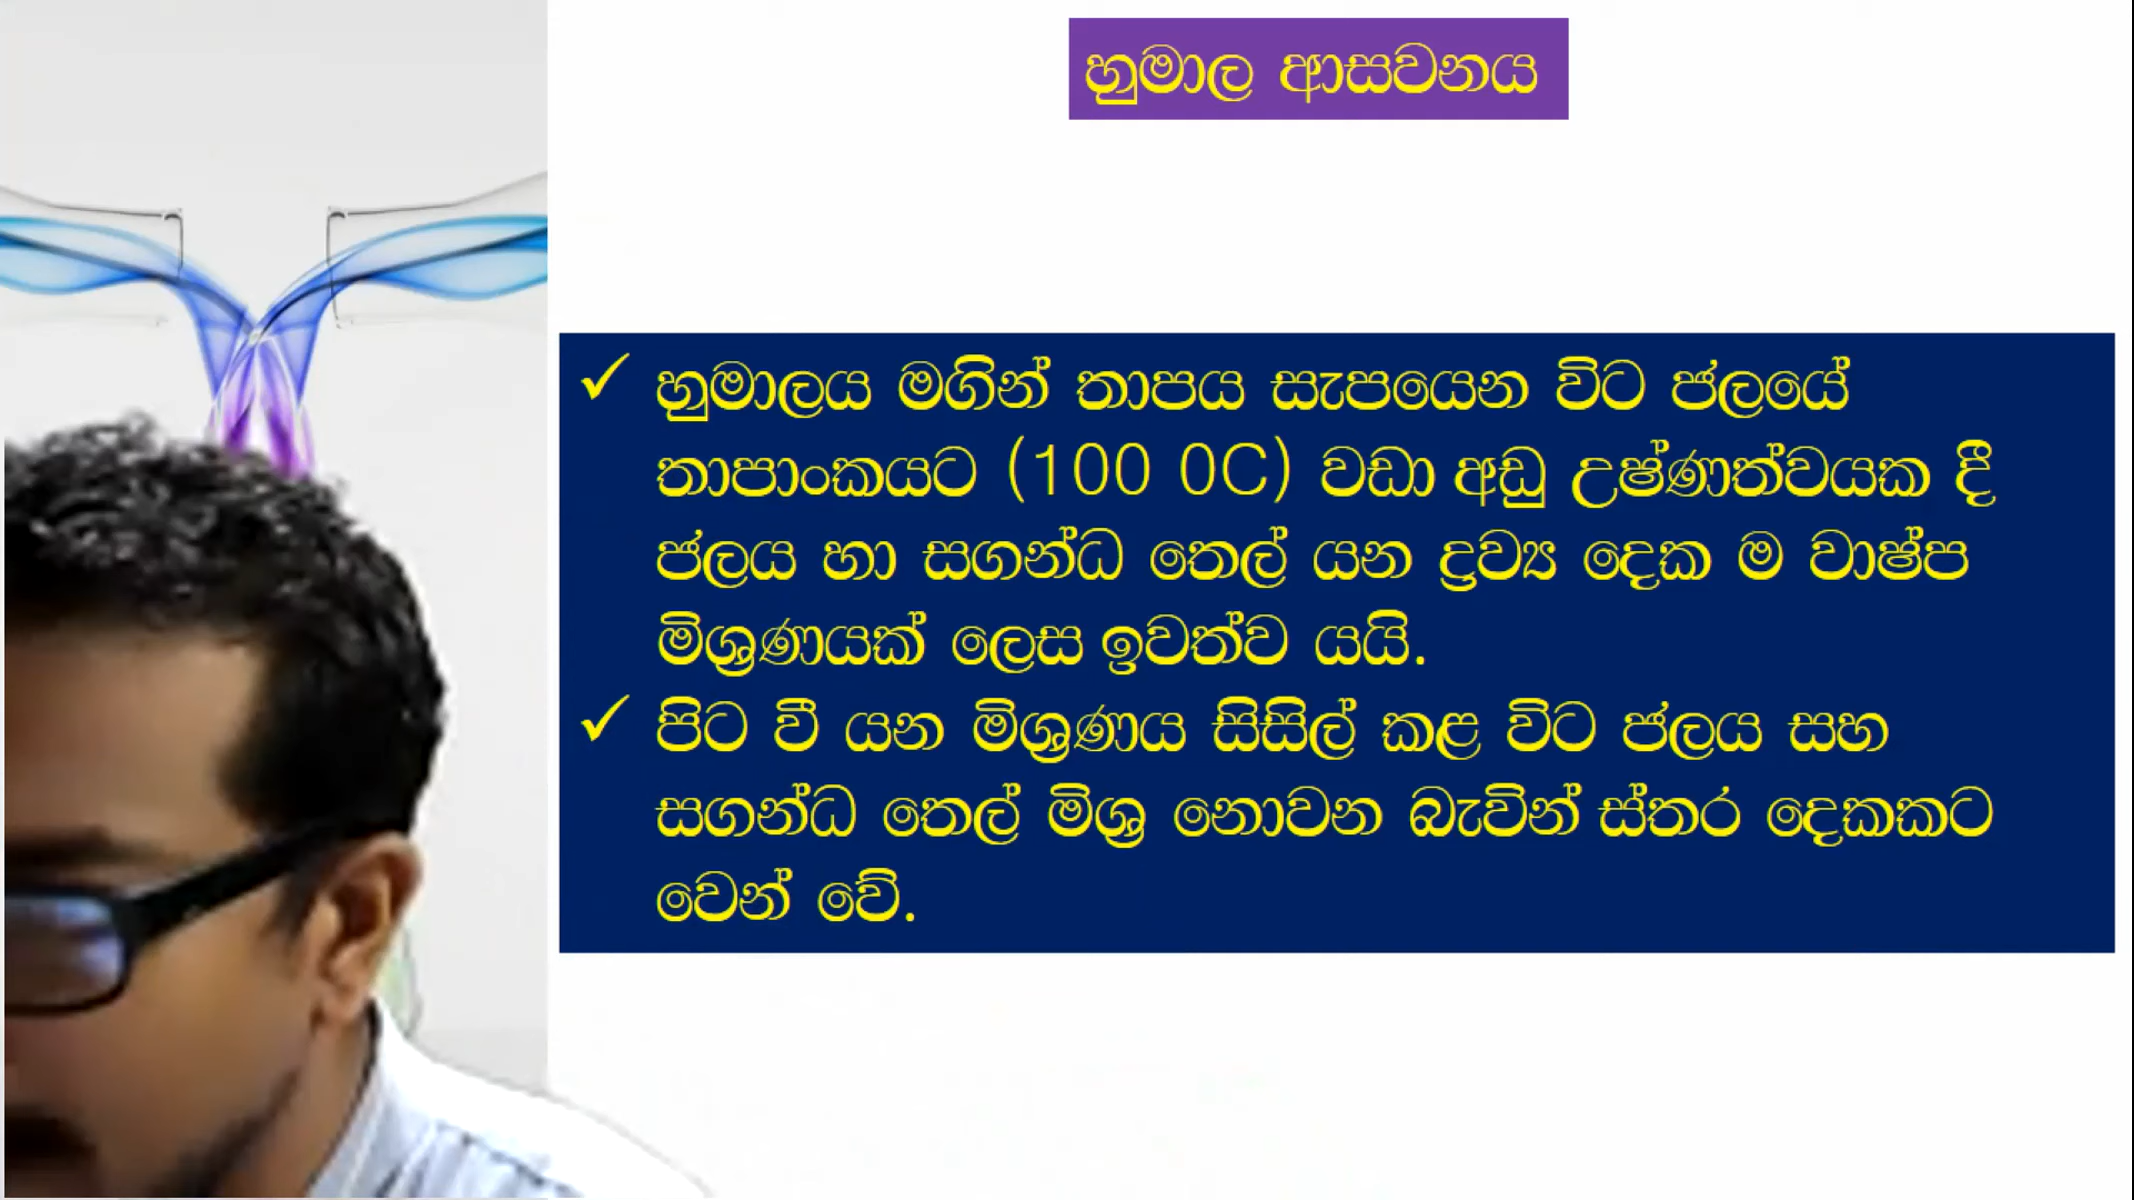 හුමාල ආසවනය
✓ හුමාලය මගින් තාපය සැපයෙන විට ජලයේ
තාපාංකයට (100 0C) වඩා අඩු උෂ්ණත්වයක දී
ජලය හා සගන්ධ තෙල් යන ද්‍රව්‍ය දෙක ම වාෂ්ප
මිශ්‍රණයක් ලෙස ඉවත්ව යයි.
✓ පිට වී යන මිශ්‍රණය සිසිල් කළ විට ජලය සහ
සගන්ධ තෙල් මිශ්‍ර නොවන බැවින් ස්තර දෙකකට
වෙන් වේ.